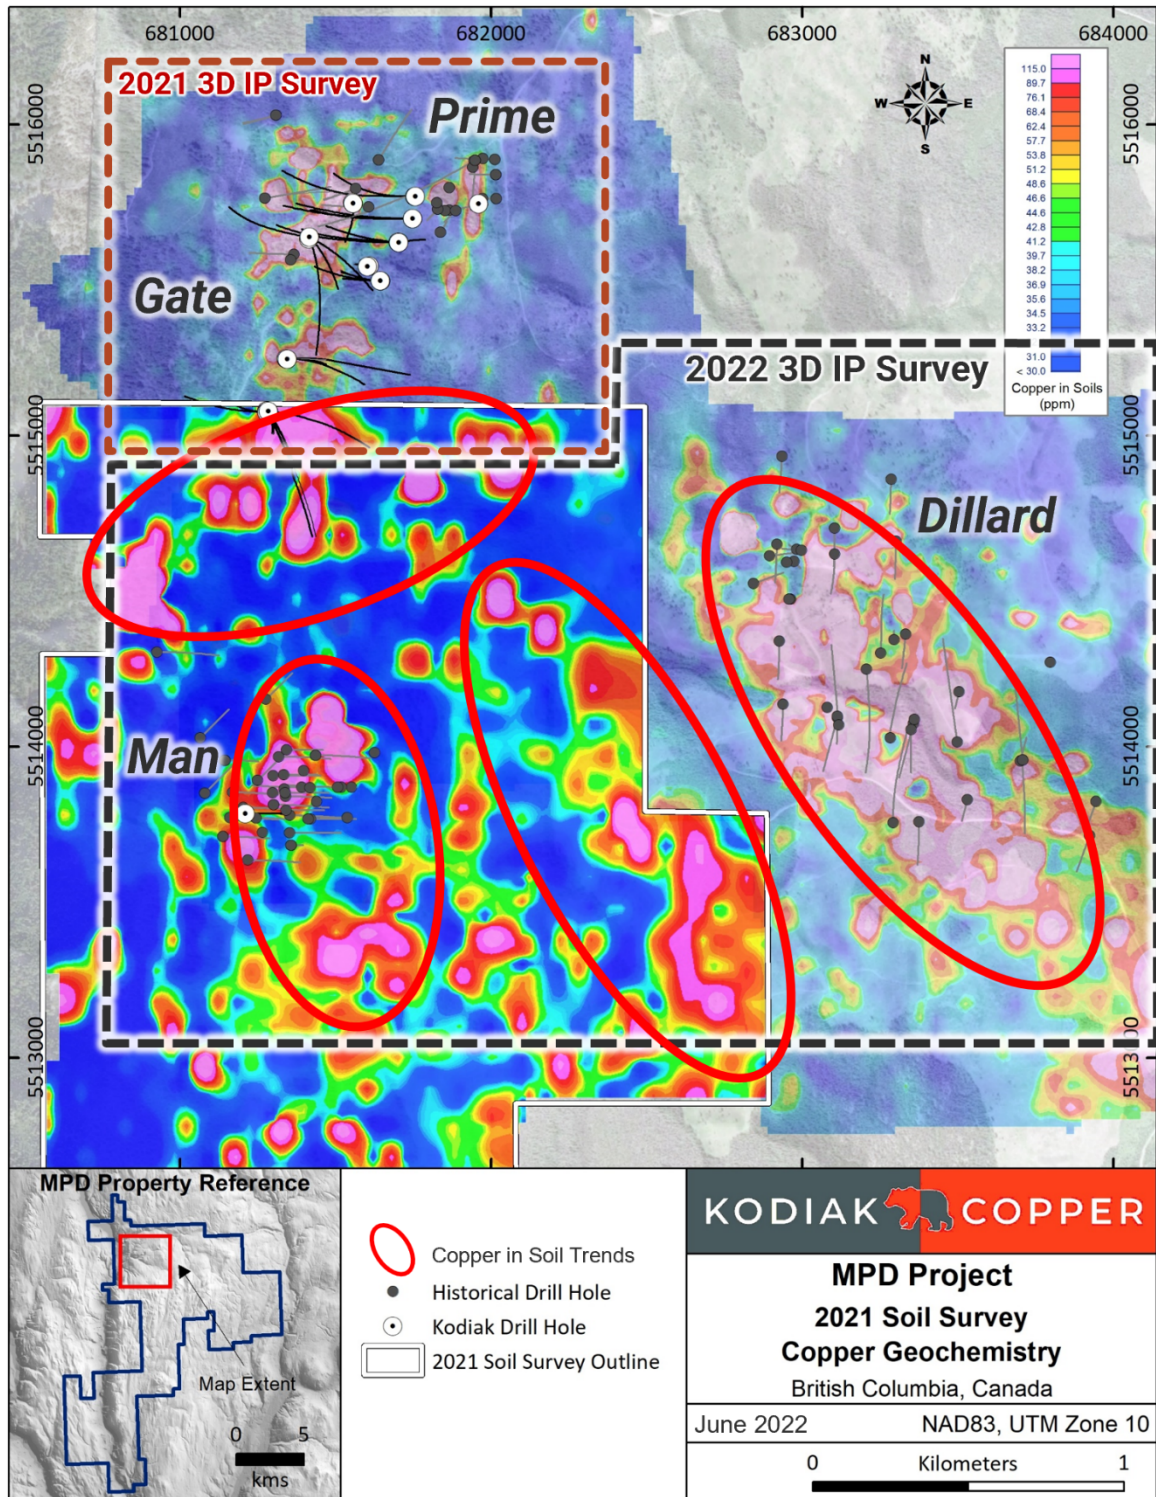 681000
682000
683000
684000
2021 3D IP Survey
Prime
N
W
E
S
115.0
89.7
76.1
68.4
62.4
57.7
53.8
51.2
48.6
46.6
44.6
42.8
41.2
39.7
38.2
36.9
35.6
34.5
33.2
31.0
< 30.0
Copper in Soils
(ppm)
5516000
5516000
Gate
2022 3D IP Survey
5515000
5515000
Dillard
5514000
5514000
Man
5513000
5513000
MPD Property Reference
Map Extent
0 5
kms
Copper in Soil Trends
Historical Drill Hole
Kodiak Drill Hole
2021 Soil Survey Outline
KODIAK COPPER
MPD Project
2021 Soil Survey
Copper Geochemistry
British Columbia, Canada
June 2022 NAD83, UTM Zone 10
0 Kilometers 1